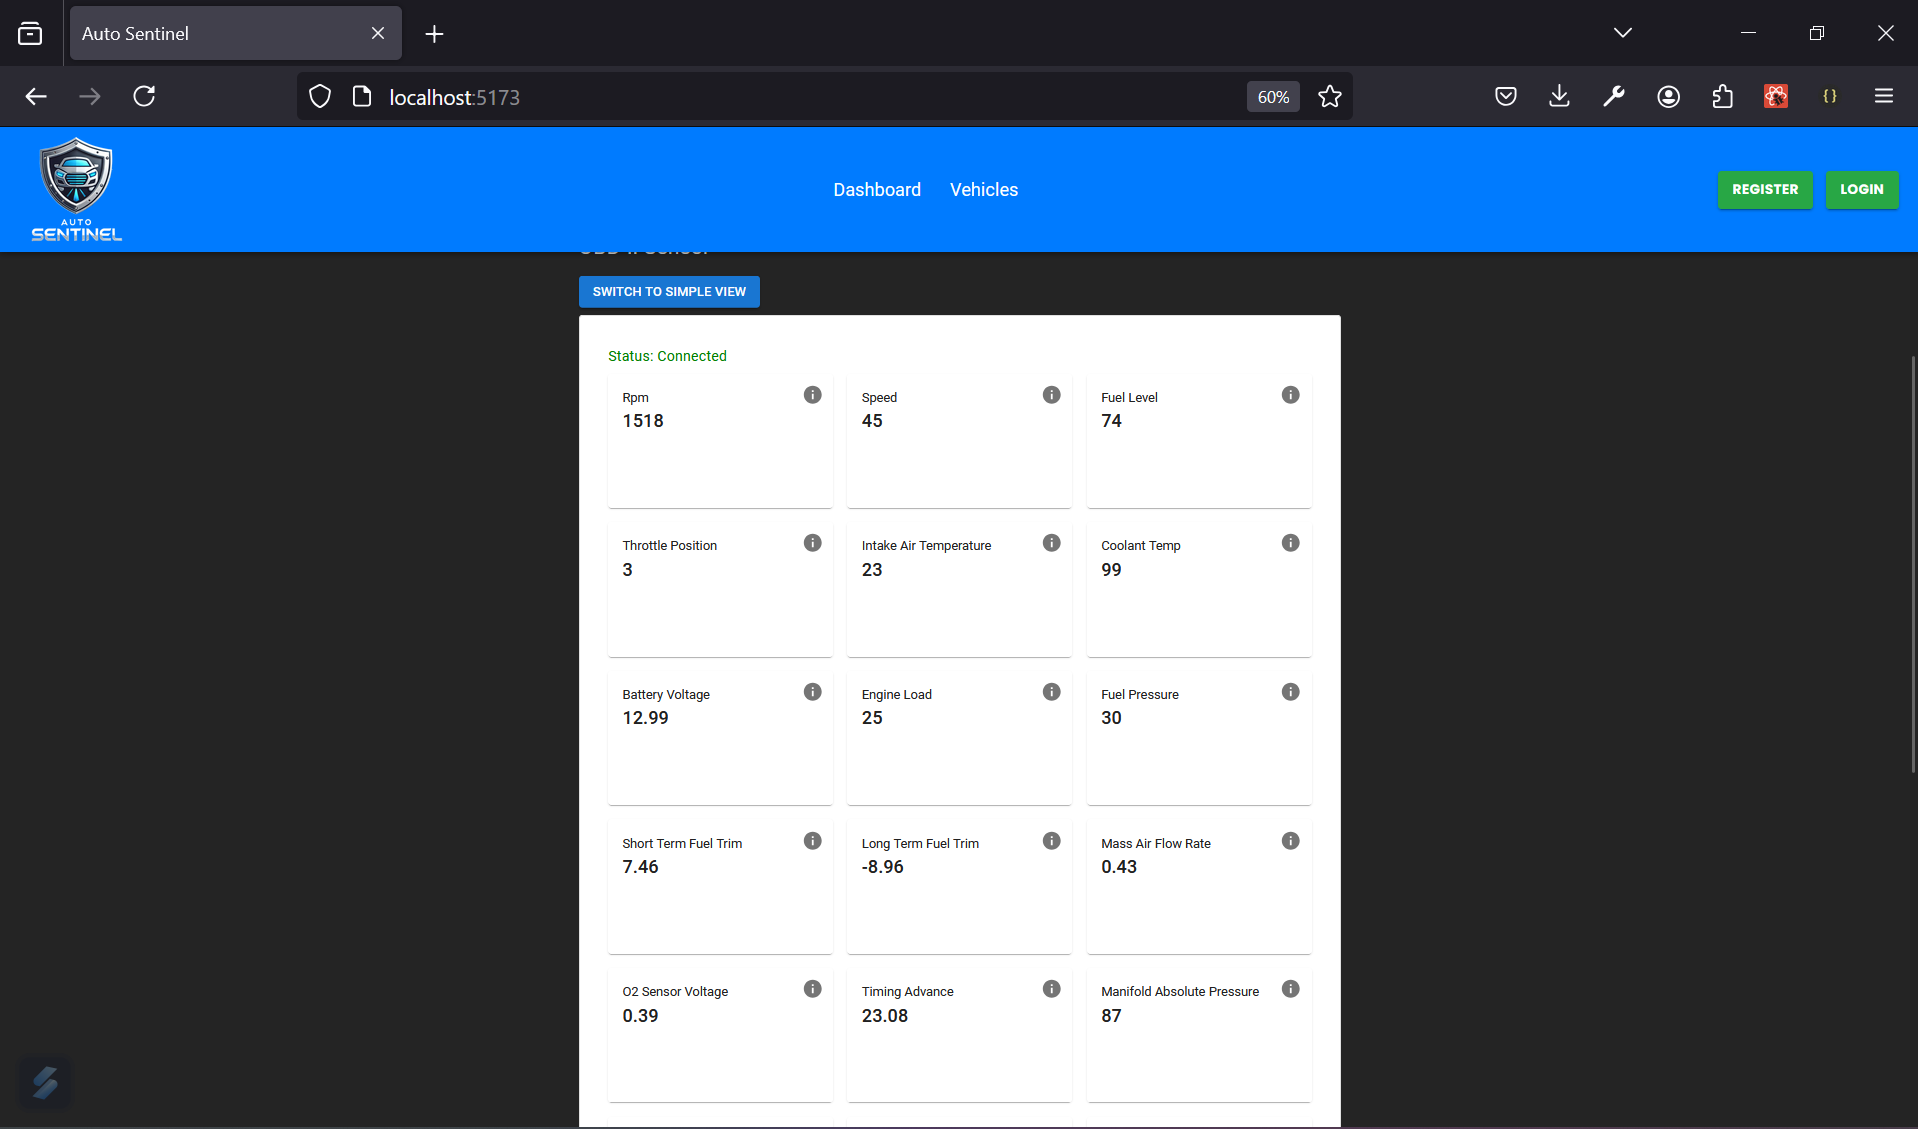 Auto Sentinel
localhost:5173
60%
AUTO
SENTINEL
Dashboard
Vehicles
REGISTER
LOGIN
OBD-II Sensor
SWITCH TO SIMPLE VIEW
Status: Connected
Rpm
1518
Speed
45
Fuel Level
74
Throttle Position
3
Intake Air Temperature
23
Coolant Temp
99
Battery Voltage
12.99
Engine Load
25
Fuel Pressure
30
Short Term Fuel Trim
7.46
Long Term Fuel Trim
-8.96
Mass Air Flow Rate
0.43
O2 Sensor Voltage
0.39
Timing Advance
23.08
Manifold Absolute Pressure
87